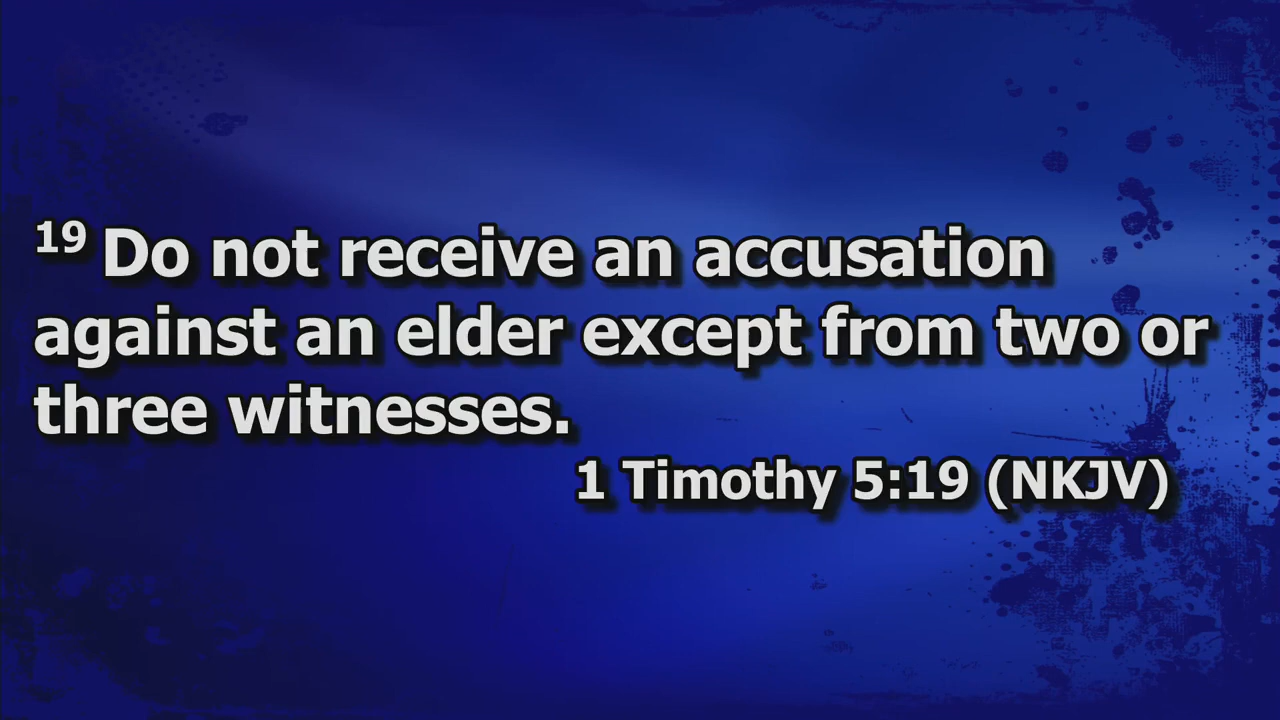 19 Do not receive an accusation
against an elder except from two or
three witnesses.
1 Timothy 5:19 (NKJV)